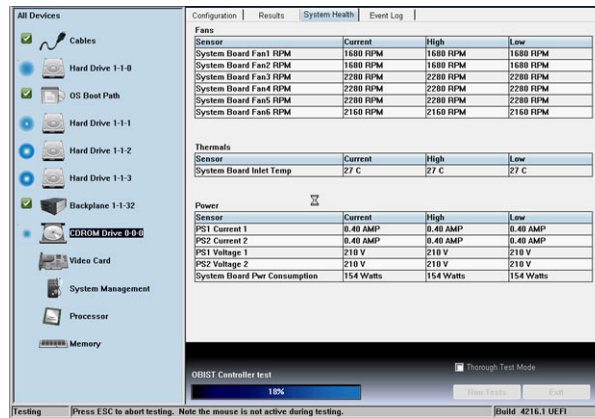 All Devices
Cables
Hard Drive 1-1-0
OS Boot Path
Hard Drive 1-1-1
Hard Drive 1-1-2
Hard Drive 1-1-3
Backplane 1-1-32
CDROM Drive 0-0-0
Video Card
System Management
Processor
Memory
Configuration Results System Health Event Log
Fans
Sensor Current High Low
System Board Fan1 RPM 1680 RPM 1680 RPM 1680 RPM
System Board Fan2 RPM 1680 RPM 1680 RPM 1680 RPM
System Board Fan3 RPM 2280 RPM 2280 RPM 2280 RPM
System Board Fan4 RPM 2280 RPM 2280 RPM 2280 RPM
System Board Fan5 RPM 2280 RPM 2280 RPM 2280 RPM
System Board Fan6 RPM 2160 RPM 2160 RPM 2160 RPM
Thermals
Sensor Current High Low
System Board Inlet Temp 27 C 27 C 27 C
Power
Sensor Current High Low
PS1 Current 1 0.40 AMP 0.40 AMP 0.40 AMP
PS2 Current 2 0.40 AMP 0.40 AMP 0.40 AMP
PS1 Voltage 1 210 V 210 V 210 V
PS2 Voltage 2 210 V 210 V 210 V
System Board Pwr Consumption 154 Watts 154 Watts 154 Watts
OBIST Controller test
Thorough Test Mode
18%
Run Tests Exit
Testing Press ESC to abort testing. Note the mouse is not active during testing. Build 4216.1 UEFI